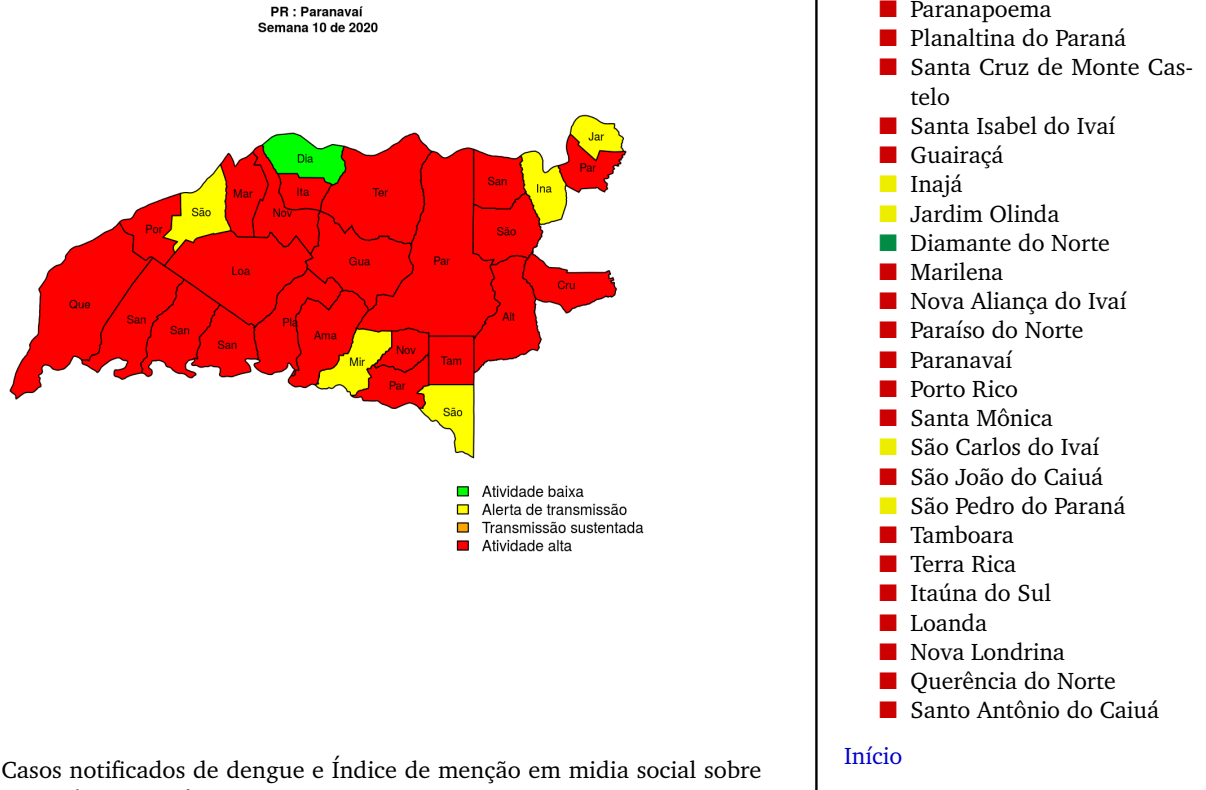 PR : Paranavaí
Semana 10 de 2020
Jar
Par
Dia
San
Ina
Mar
Ita
Ter
São
Nov
Por
São
Gua
Par
Loa
Cru
Que
San
San
Pla
Alt
Ama
San
Nov
Mir
Tam
Par
São
Atividade baixa
Alerta de transmissão
Transmissão sustentada
Atividade alta
Casos notificados de dengue e Índice de menção em midia social sobre
Paranapoema
Planaltina do Paraná
Santa Cruz de Monte Cas-
telo
Santa Isabel do Ivaí
Guairaçá
Inajá
Jardim Olinda
Diamante do Norte
Marilena
Nova Aliança do Ivaí
Paraíso do Norte
Paranavaí
Porto Rico
Santa Mônica
São Carlos do Ivaí
São João do Caiuá
São Pedro do Paraná
Tamboara
Terra Rica
Itaúna do Sul
Loanda
Nova Londrina
Querência do Norte
Santo Antônio do Caiuá
Início